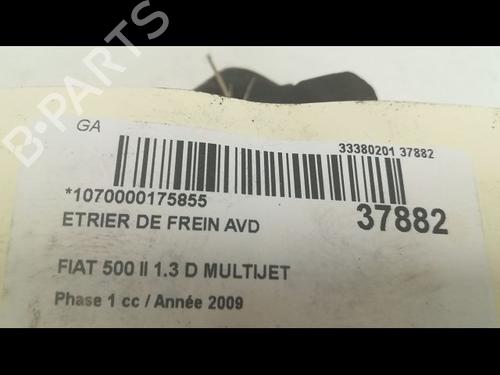 B-PARTS
GA
33380201 37882
*1070000175855
37882
ETRIER DE FREIN AVD
FIAT 500 II 1.3 D MULTIJET
Phase 1 cc / Année 2009